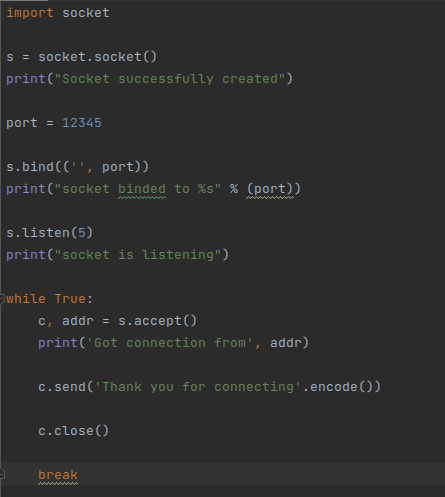 import socket
s = socket.socket()
print("Socket successfully created")
port = 12345
s.bind(('', port))
print("socket binded to %s" % (port))
s.listen(5)
print("socket is listening")
while True:
    c, addr = s.accept()
    print('Got connection from', addr)
    c.send('Thank you for connecting'.encode())
    c.close()
    break